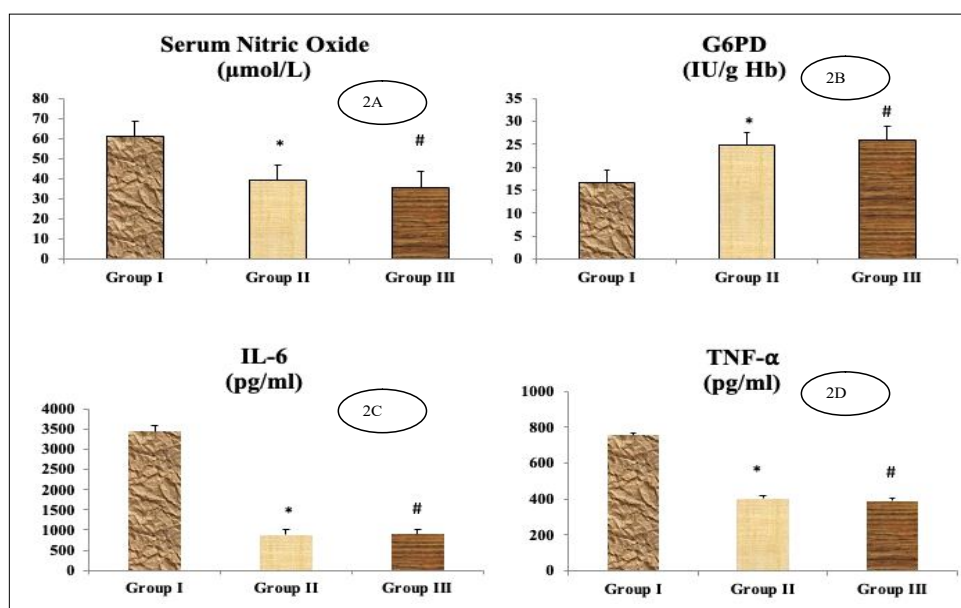 Serum Nitric Oxide
(µmol/L)
2A
80
70
60
50
40
30
20
10
0
*
#
Group I Group II Group III
G6PD
(IU/g Hb)
2B
35
30
25
20
15
10
5
0
*
#
Group I Group II Group III
IL-6
(pg/ml)
2C
4000
3500
3000
2500
2000
1500
1000
500
0
*
#
Group I Group II Group III
TNF-α
(pg/ml)
2D
1000
800
600
400
200
0
*
#
Group I Group II Group III